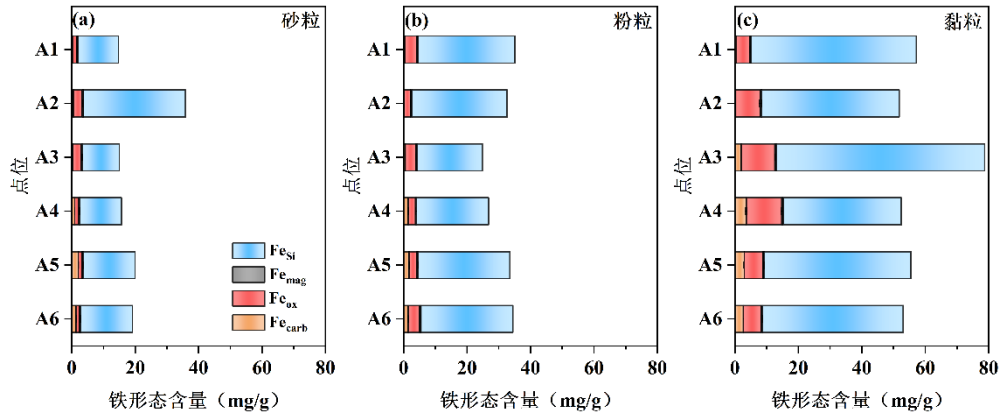 (a) 砂粒
A1
A2
A3
A4
A5
A6
点位
Fe_Si
Fe_mag
Fe_ox
Fe_carb
0 20 40 60 80
铁形态含量（mg/g）
(b) 粉粒
A1
A2
A3
A4
A5
A6
点位
0 20 40 60 80
铁形态含量（mg/g）
(c) 黏粒
A1
A2
A3
A4
A5
A6
点位
0 20 40 60 80
铁形态含量（mg/g）